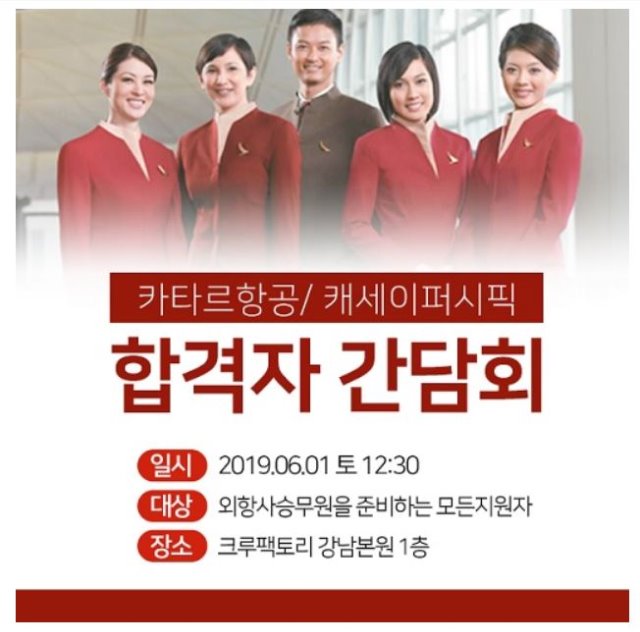 카타르항공/ 캐세이퍼시픽
합격자 간담회
일시 2019.06.01 토 12:30
대상 외항사승무원을 준비하는 모든지원자
장소 크루팩토리 강남본원 1층